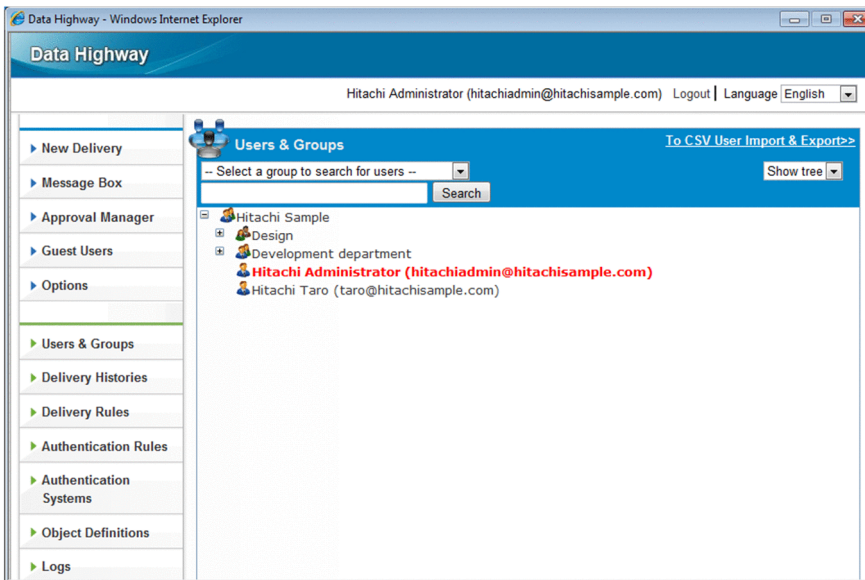 Data Highway - Windows Internet Explorer
Data Highway
Hitachi Administrator (hitachiadmin@hitachisample.com) Logout Language English
New Delivery
Message Box
Approval Manager
Guest Users
Options
Users & Groups
Delivery Histories
Delivery Rules
Authentication Rules
Authentication
Systems
Object Definitions
Logs
Users & Groups
To CSV User Import & Export>>
-- Select a group to search for users --
Show tree
Search
Hitachi Sample
Design
Development department
Hitachi Administrator (hitachiadmin@hitachisample.com)
Hitachi Taro (taro@hitachisample.com)